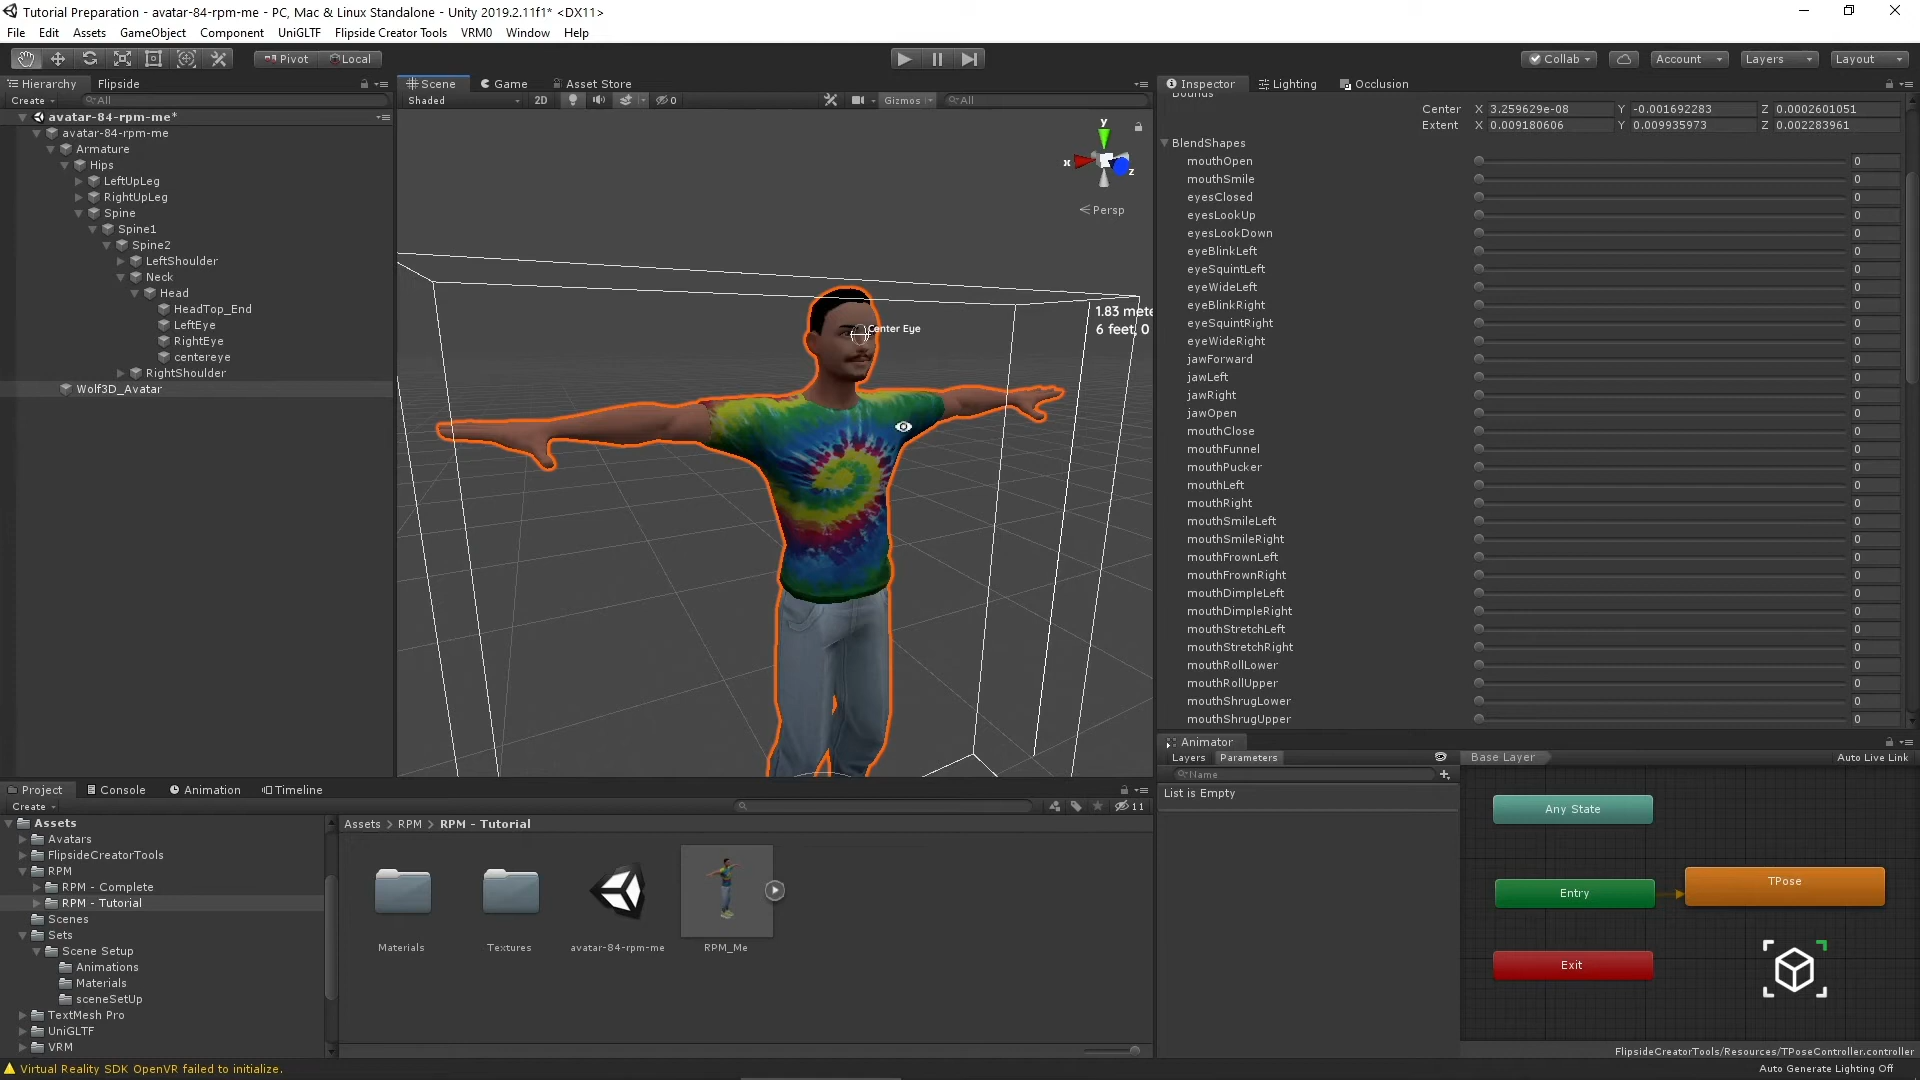 Tutorial Preparation - avatar-84-rpm-me - PC, Mac & Linux Standalone - Unity 2019.2.11f1* <DX11>
File Edit Assets GameObject Component UniGLTF Flipside Creator Tools VRM0 Window Help
Pivot Local Collab Account Layers Layout
Hierarchy Flipside
Create All
avatar-84-rpm-me*
avatar-84-rpm-me
Armature
Hips
LeftUpLeg
RightUpLeg
Spine
Spine1
Spine2
LeftShoulder
Neck
Head
HeadTop_End
LeftEye
RightEye
centereye
RightShoulder
Wolf3D_Avatar
Scene Game Asset Store
Shaded 2D 0 Gizmos All
y
x
z
Persp
Center Eye
1.83 mete
6 feet, 0
Inspector Lighting Occlusion
Bounds
Center X 3.259629e-08 Y -0.001692283 Z 0.0002601051
Extent X 0.009180606 Y 0.009935973 Z 0.002283961
BlendShapes
mouthOpen 0
mouthSmile 0
eyesClosed 0
eyesLookUp 0
eyesLookDown 0
eyeBlinkLeft 0
eyeSquintLeft 0
eyeWideLeft 0
eyeBlinkRight 0
eyeSquintRight 0
eyeWideRight 0
jawForward 0
jawLeft 0
jawRight 0
jawOpen 0
mouthClose 0
mouthFunnel 0
mouthPucker 0
mouthLeft 0
mouthRight 0
mouthSmileLeft 0
mouthSmileRight 0
mouthFrownLeft 0
mouthFrownRight 0
mouthDimpleLeft 0
mouthDimpleRight 0
mouthStretchLeft 0
mouthStretchRight 0
mouthRollLower 0
mouthRollUpper 0
mouthShrugLower 0
mouthShrugUpper 0
Animator
Layers Parameters Base Layer Auto Live Link
Name
List is Empty
Any State
Entry
TPose
Exit
FlipsideCreatorTools/Resources/TPoseController.controller
Project Console Animation Timeline
Create 11
Assets
Avatars
FlipsideCreatorTools
RPM
RPM - Complete
RPM - Tutorial
Scenes
Sets
Scene Setup
Animations
Materials
sceneSetUp
TextMesh Pro
UniGLTF
VRM
Assets > RPM > RPM - Tutorial
Materials Textures avatar-84-rpm-me RPM_Me
Virtual Reality SDK OpenVR failed to initialize.
Auto Generate Lighting Off